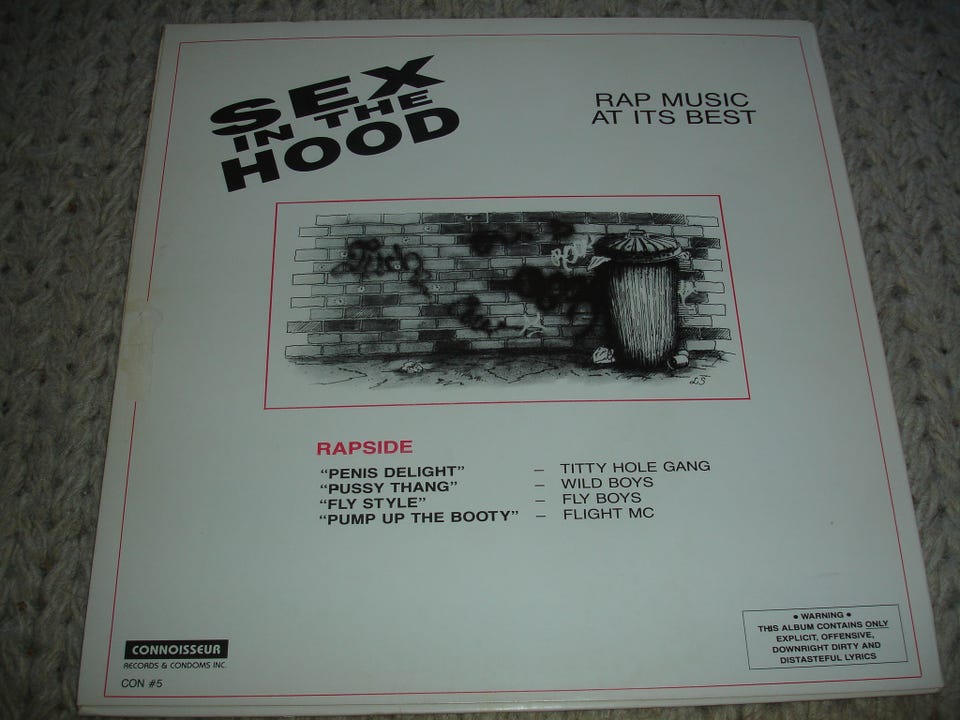 SEX
IN THE
HOOD
RAP MUSIC
AT ITS BEST
RAPSIDE
“PENIS DELIGHT” – TITTY HOLE GANG
“PUSSY THANG” – WILD BOYS
“FLY STYLE” – FLY BOYS
“PUMP UP THE BOOTY” – FLIGHT MC
CONNOISSEUR
RECORDS & CONDOMS INC.
CON #5
• WARNING •
THIS ALBUM CONTAINS ONLY
EXPLICIT, OFFENSIVE,
DOWNRIGHT DIRTY AND
DISTASTEFUL LYRICS